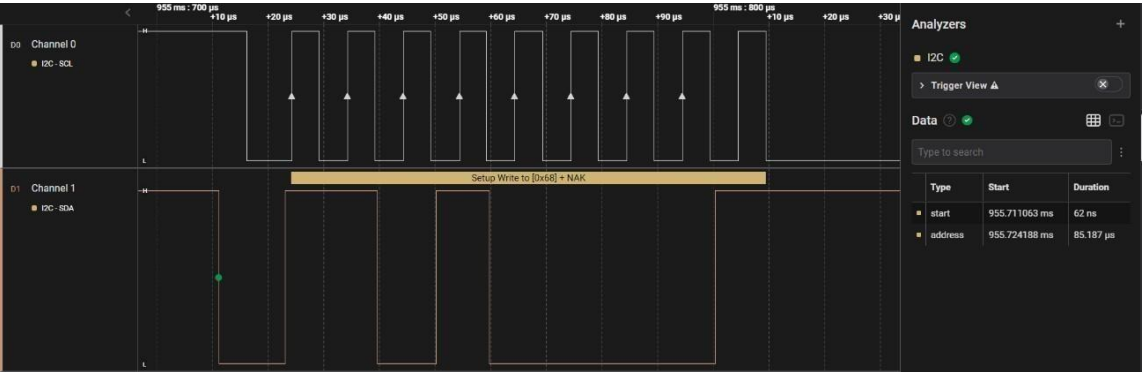 955 ms : 700 µs
955 ms : 800 µs
+10 µs
+20 µs
+30 µs
+40 µs
+50 µs
+60 µs
+70 µs
+80 µs
+90 µs
+10 µs
+20 µs
+30 µ
D0 Channel 0
I2C - SCL
H
L
D1 Channel 1
I2C - SDA
H
L
Setup Write to [0x68] + NAK
Analyzers +
I2C
> Trigger View
Data
Type to search
Type Start Duration
start 955.711063 ms 62 ns
address 955.724188 ms 85.187 µs